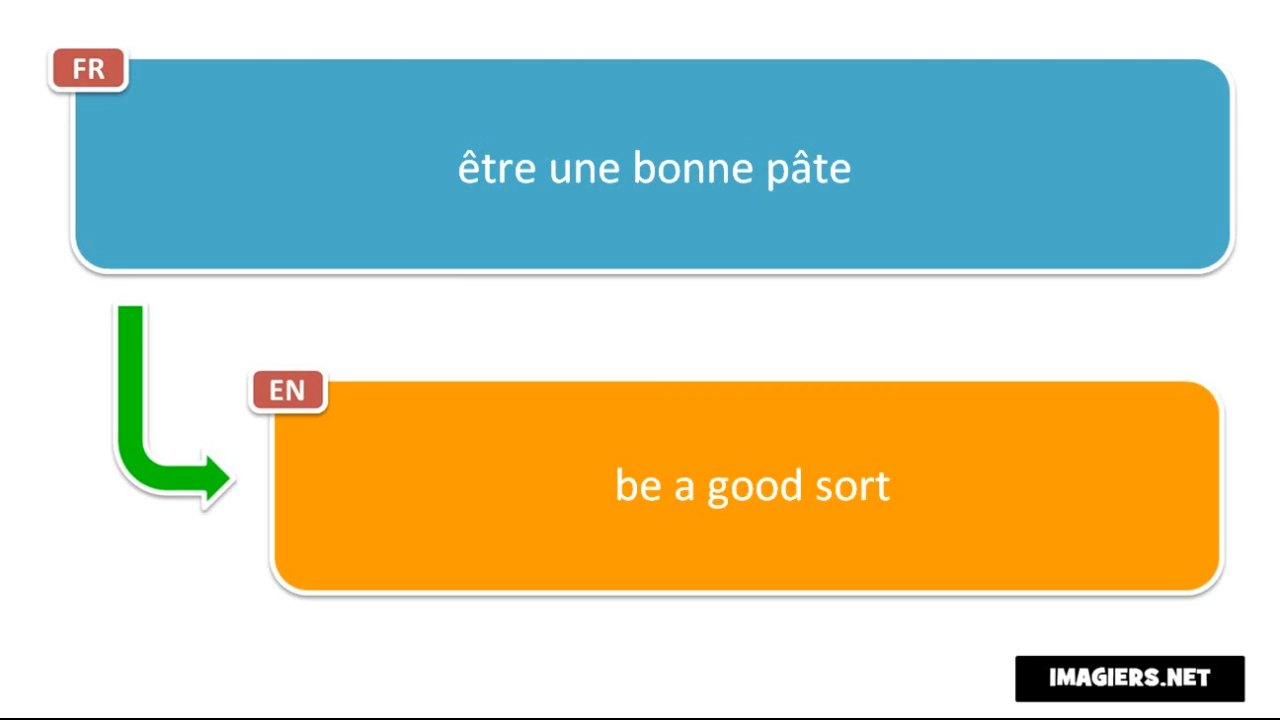 FR
être une bonne pâte
EN
be a good sort
IMAGIERS.NET